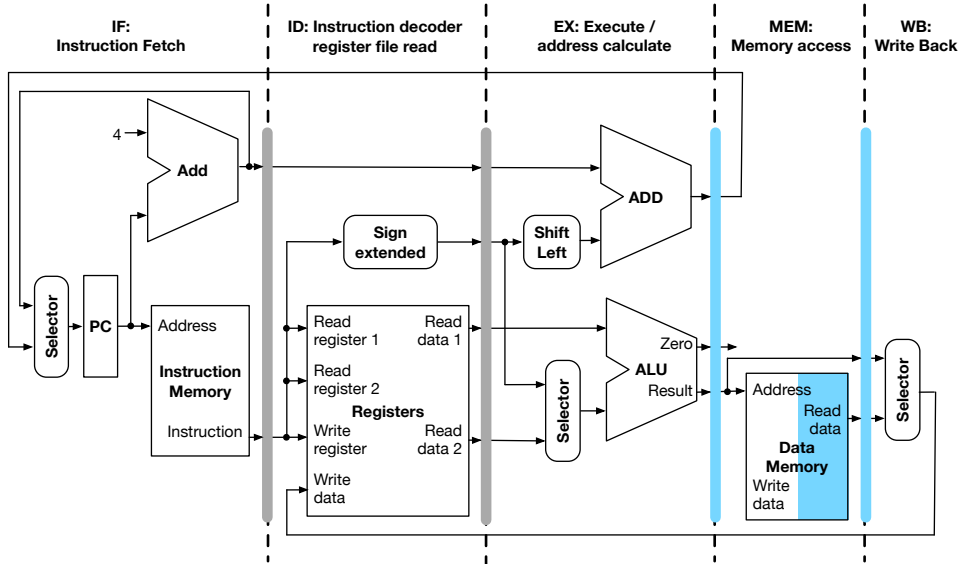 IF:
Instruction Fetch
ID: Instruction decoder
register file read
EX: Execute /
address calculate
MEM:
Memory access
WB:
Write Back
4
Add
ADD
Sign
extended
Shift
Left
Selector
PC
Address
Instruction
Memory
Instruction
Read
register 1
Read
data 1
Read
register 2
Registers
Write
register
Read
data 2
Write
data
Selector
Zero
ALU
Result
Address
Read
data
Data
Memory
Write
data
Selector